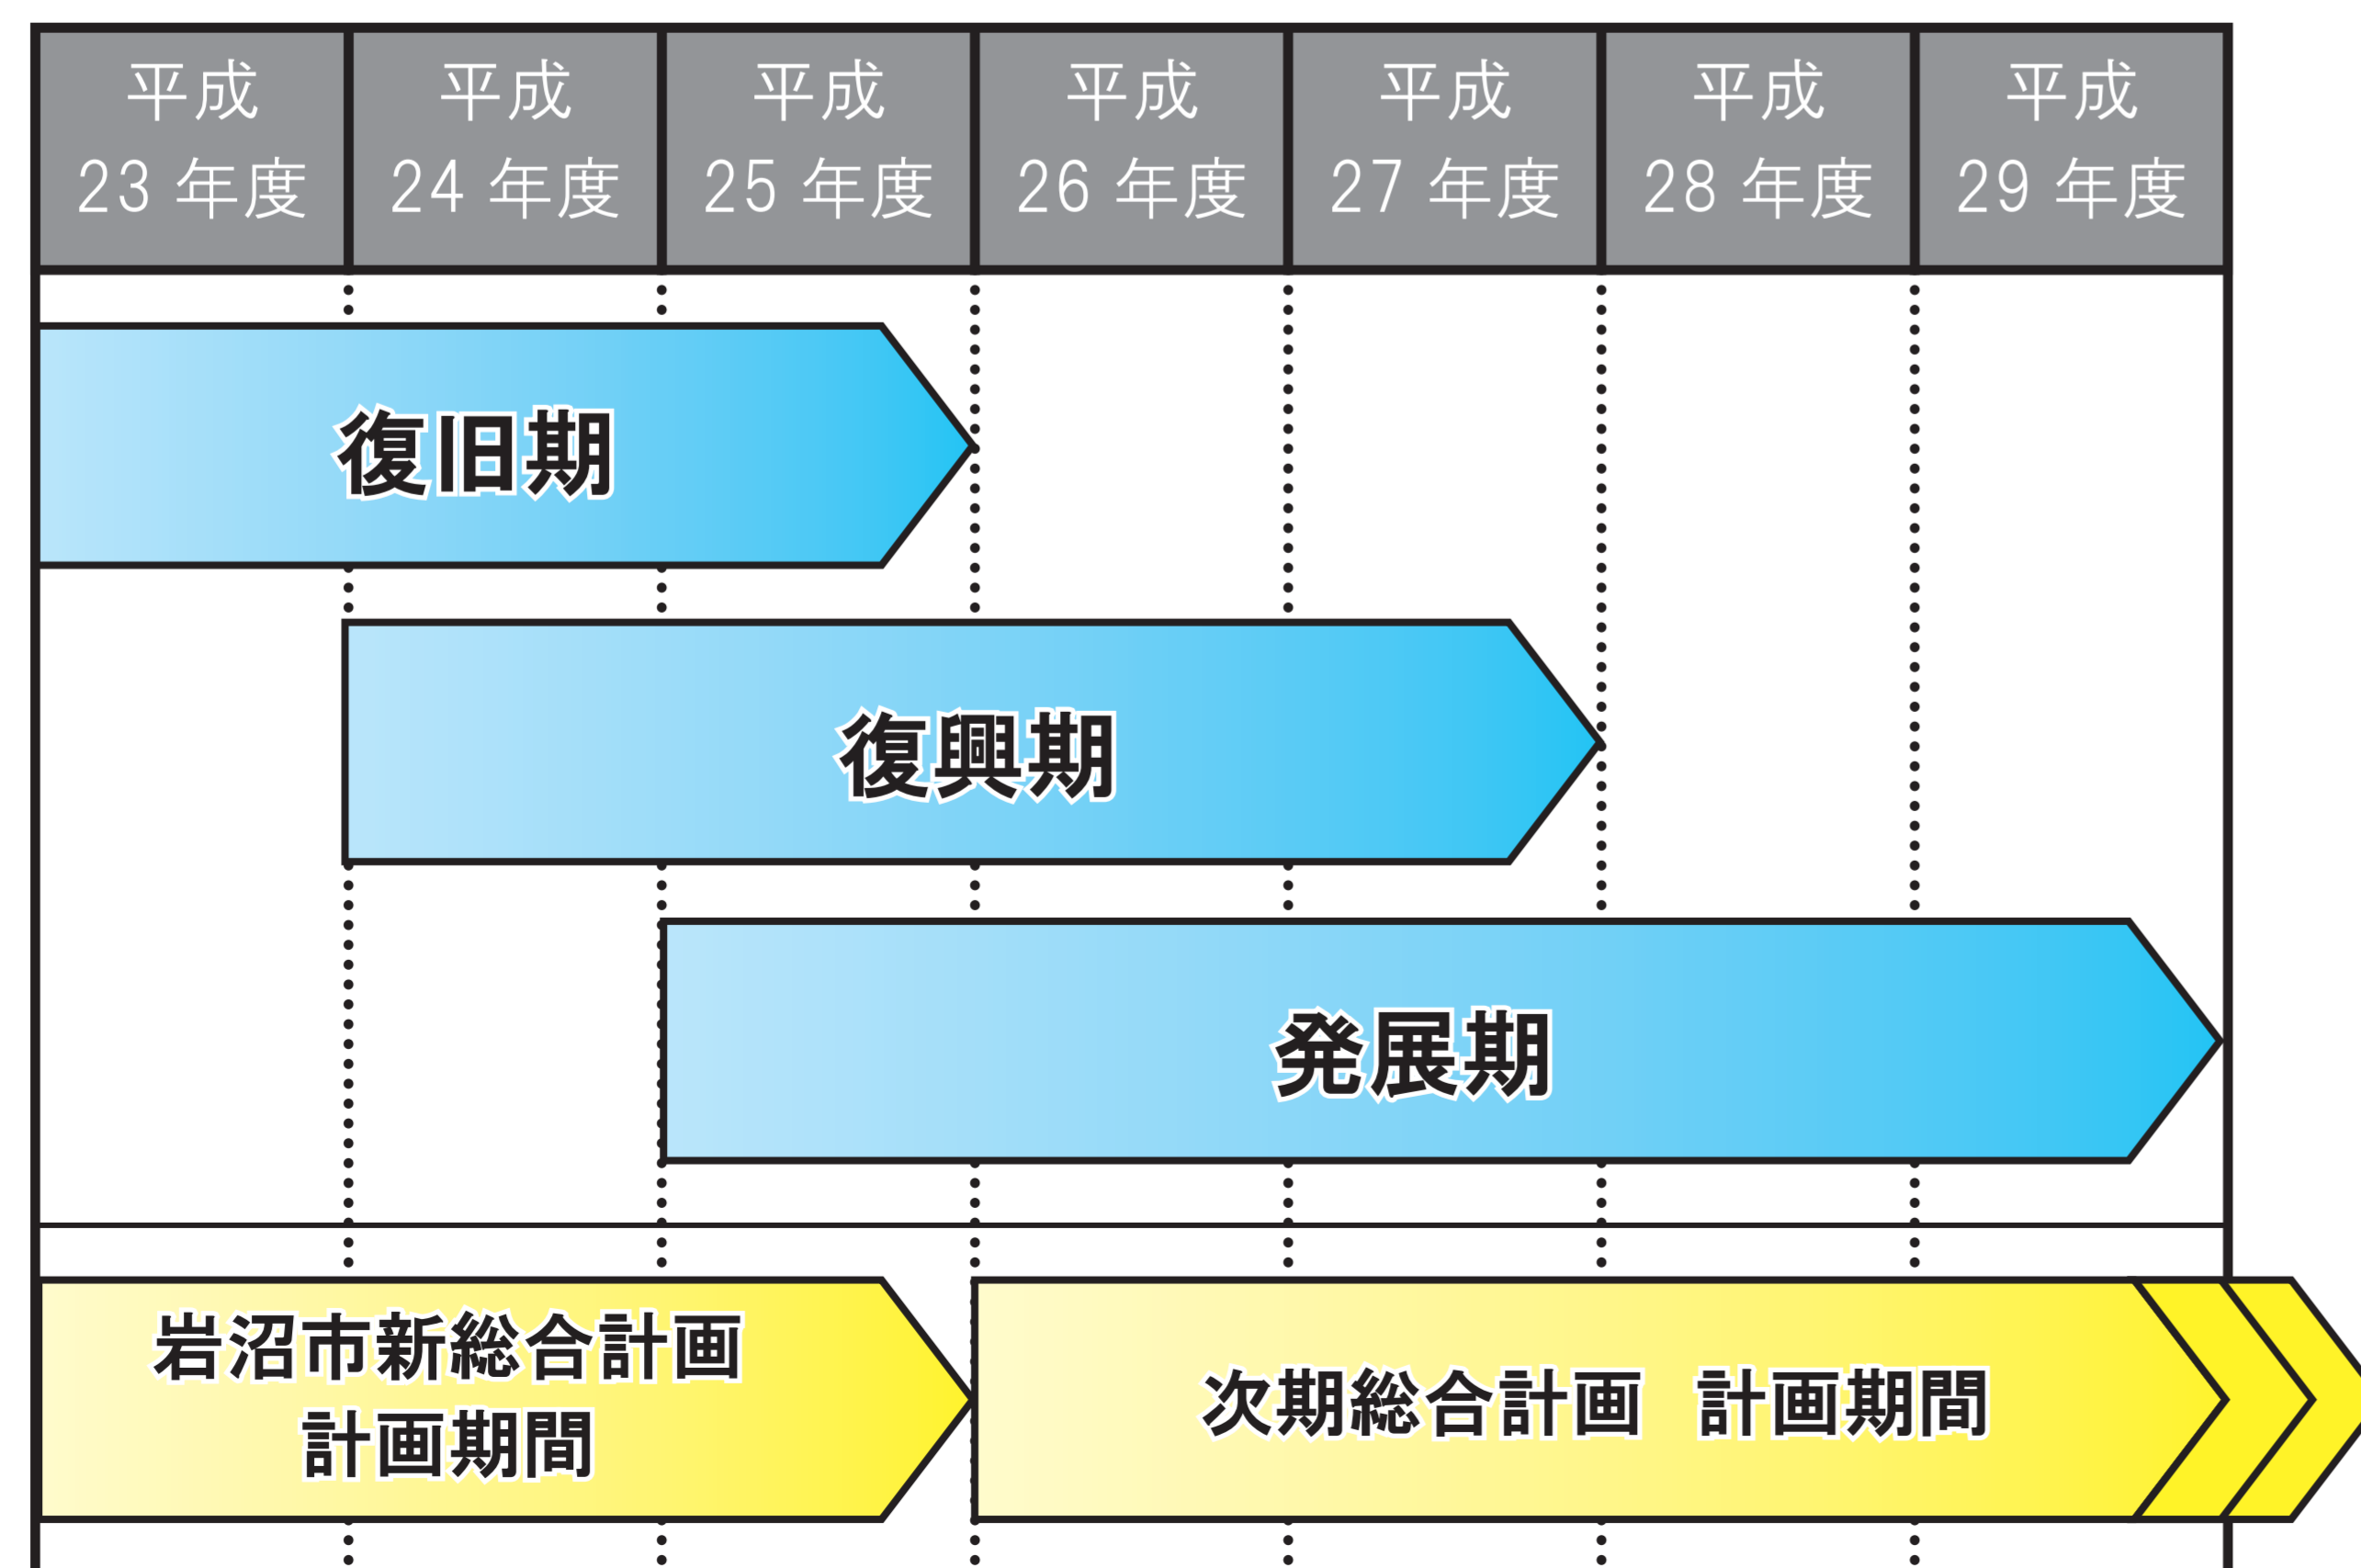 平成
23 年度
平成
24 年度
平成
25 年度
平成
26 年度
平成
27 年度
平成
28 年度
平成
29 年度
復旧期
復興期
発展期
岩沼市新総合計画
計画期間
次期総合計画　計画期間